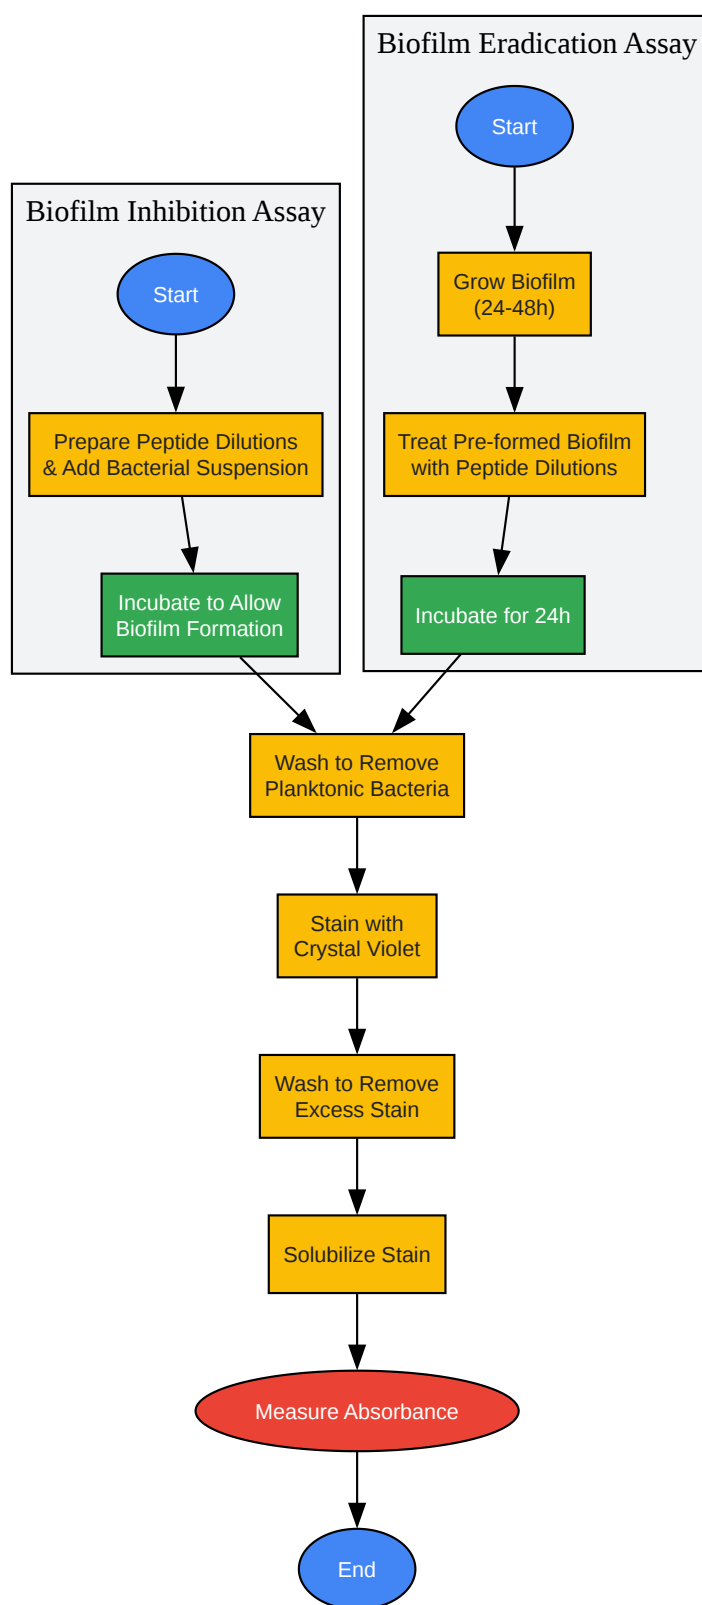 Biofilm Eradication Assay
Start
Grow Biofilm
(24-48h)
Treat Pre-formed Biofilm
with Peptide Dilutions
Incubate for 24h
Biofilm Inhibition Assay
Start
Prepare Peptide Dilutions
& Add Bacterial Suspension
Incubate to Allow
Biofilm Formation
Wash to Remove
Planktonic Bacteria
Stain with
Crystal Violet
Wash to Remove
Excess Stain
Solubilize Stain
Measure Absorbance
End